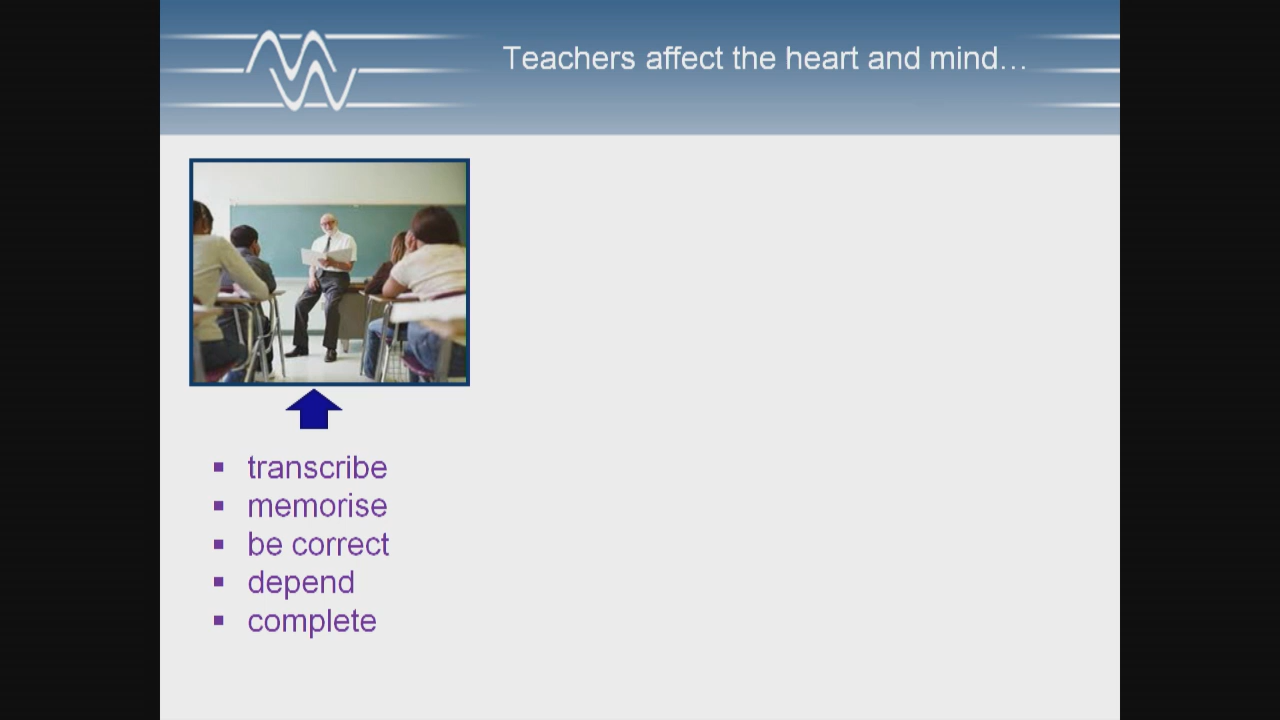 Teachers affect the heart and mind…
transcribe
memorise
be correct
depend
complete